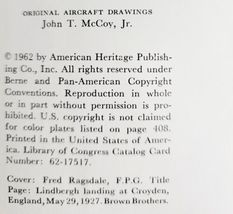 ORIGINAL AIRCRAFT DRAWINGS
John T. McCoy, Jr.
© 1962 by American Heritage Publish-
ing Co., Inc. All rights reserved under
Berne and Pan-American Copyright
Conventions. Reproduction in whole
or in part without permission is pro-
hibited. U.S. copyright is not claimed
for color plates listed on page 408.
Printed in the United States of Amer-
ica. Library of Congress Catalog Card
Number: 62-17517.
Cover: Fred Ragsdale, F.P.G. Title
Page: Lindbergh landing at Croyden,
England, May 29, 1927. Brown Brothers.